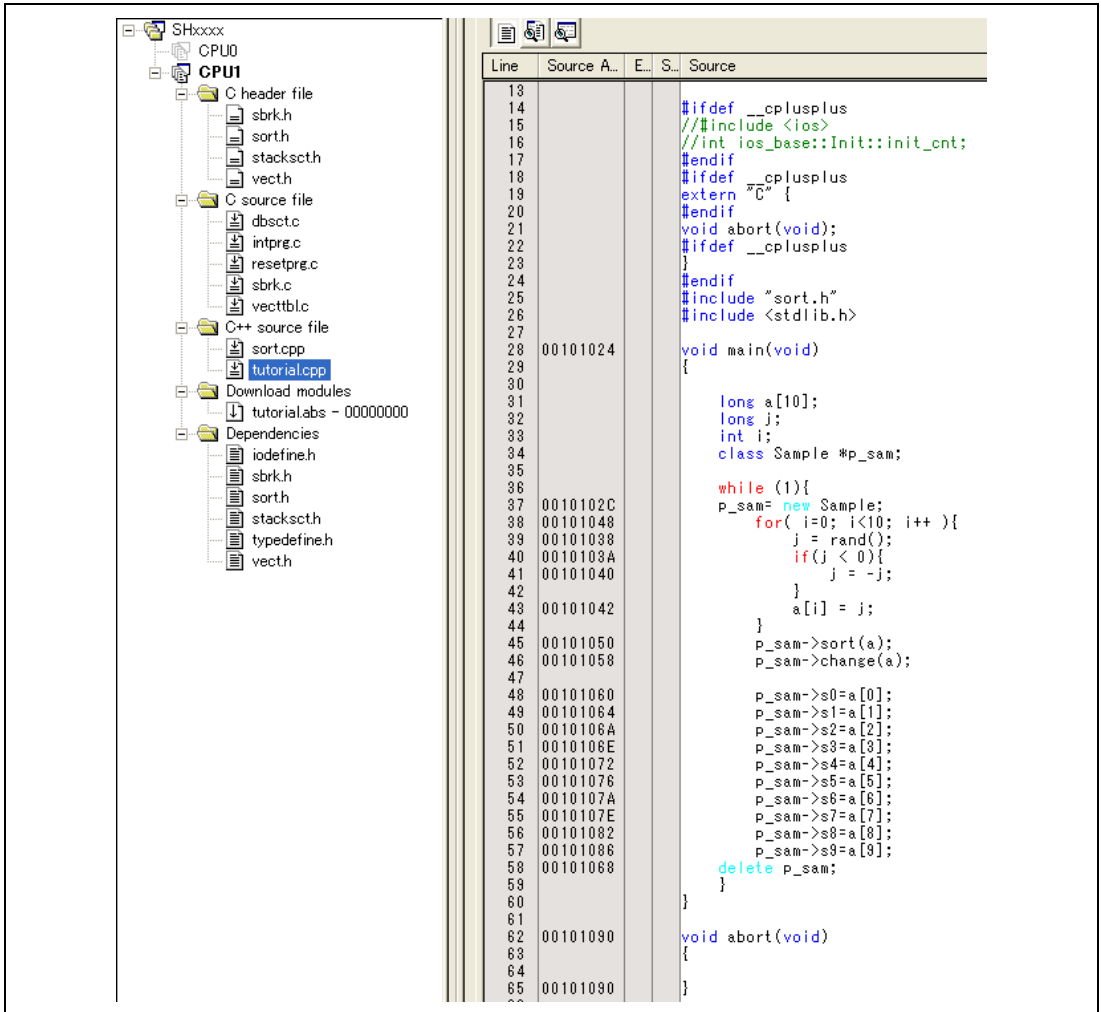 SHxxxx
CPU0
CPU1
C header file
sbrk.h
sort.h
stacksct.h
vect.h
C source file
dbsct.c
intprg.c
resetprg.c
sbrk.c
vecttbl.c
C++ source file
sort.cpp
tutorial.cpp
Download modules
tutorial.abs - 00000000
Dependencies
iodefine.h
sbrk.h
sort.h
stacksct.h
typedefine.h
vect.h
Line Source A... E... S... Source
13
14 #ifdef __cplusplus
15 //#include <ios>
16 //int ios_base::Init::init_cnt;
17 #endif
18 #ifdef __cplusplus
19 extern "C" {
20 #endif
21 void abort(void);
22 #ifdef __cplusplus
23 }
24 #endif
25 #include "sort.h"
26 #include <stdlib.h>
27
28 00101024 void main(void)
29 {
30
31 long a[10];
32 long j;
33 int i;
34 class Sample *p_sam;
35
36 while (1){
37 0010102C p_sam= new Sample;
38 00101048 for( i=0; i<10; i++ ){
39 00101038 j = rand();
40 0010103A if(j < 0){
41 00101040 j = -j;
42 }
43 00101042 a[i] = j;
44 }
45 00101050 p_sam->sort(a);
46 00101058 p_sam->change(a);
47
48 00101060 p_sam->s0=a[0];
49 00101064 p_sam->s1=a[1];
50 0010106A p_sam->s2=a[2];
51 0010106E p_sam->s3=a[3];
52 00101072 p_sam->s4=a[4];
53 00101076 p_sam->s5=a[5];
54 0010107A p_sam->s6=a[6];
55 0010107E p_sam->s7=a[7];
56 00101082 p_sam->s8=a[8];
57 00101086 p_sam->s9=a[9];
58 00101068 delete p_sam;
59 }
60 }
61
62 00101090 void abort(void)
63 {
64
65 00101090 }